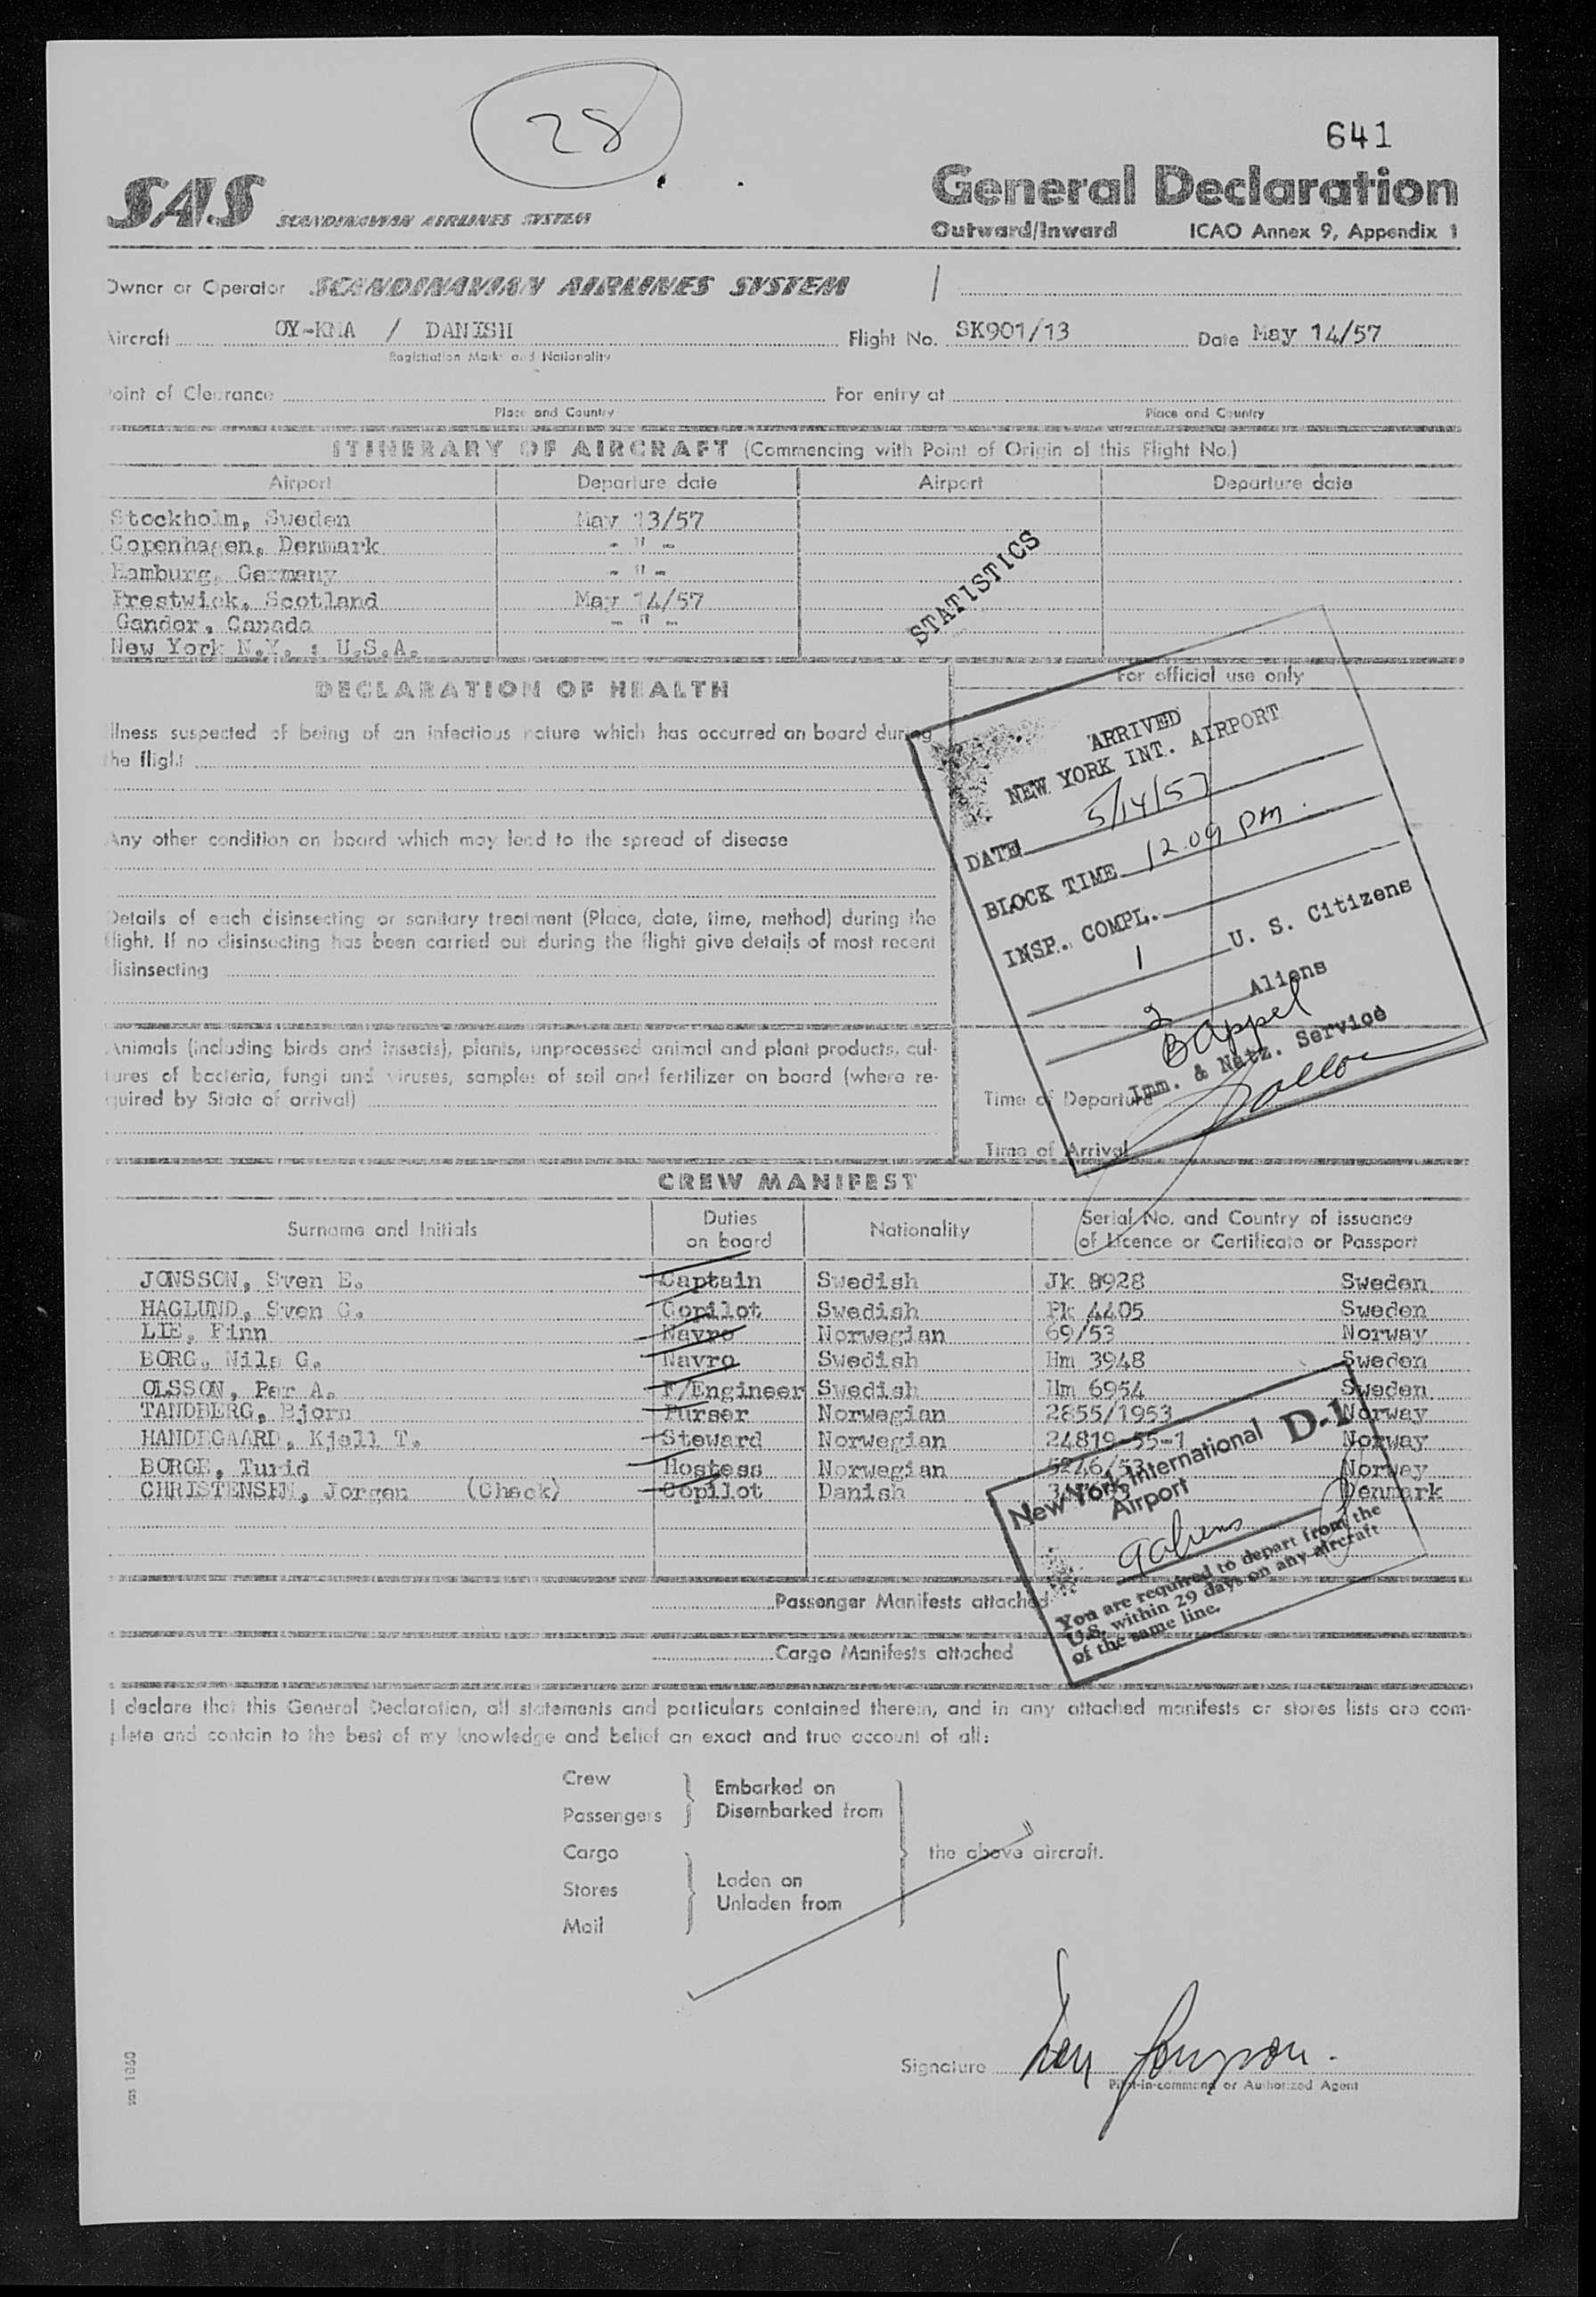 28
641
SAS SCANDINAVIAN AIRLINES SYSTEM
General Declaration
Outward/Inward ICAO Annex 9, Appendix 1
Owner or Operator SCANDINAVIAN AIRLINES SYSTEM
Aircraft OY-KMA / DANISH Flight No. SK901/13 Date May 14/57
Registration Marks and Nationality
Point of Clearance For entry at
Place and Country Place and Country
ITINERARY OF AIRCRAFT (Commencing with Point of Origin of this Flight No.)
Airport Departure date Airport Departure date
Stockholm, Sweden May 13/57
Copenhagen, Denmark - " -
Hamburg, Germany - " -
Prestwick, Scotland May 14/57
Gander, Canada - " -
New York N.Y. : U.S.A.
STATISTICS
DECLARATION OF HEALTH
For official use only
Illness suspected of being of an infectious nature which has occurred on board during
the flight
Any other condition on board which may lead to the spread of disease
Details of each disinsecting or sanitary treatment (Place, date, time, method) during the
flight. If no disinsecting has been carried out during the flight give details of most recent
disinsecting
Animals (including birds and insects), plants, unprocessed animal and plant products, cul-
tures of bacteria, fungi and viruses, samples of soil and fertilizer on board (where re-
quired by State of arrival)
ARRIVED
NEW YORK INT. AIRPORT
DATE 5/14/57
BLOCK TIME 12.09 PM.
INSP. COMPL.
1 U. S. Citizens
2 Aliens
B Appel
Imm. & Natz. Service
Time of Departure
Time of Arrival
CREW MANIFEST
Surname and Initials Duties on board Nationality Serial No. and Country of issuance of Licence or Certificate or Passport
JONSSON, Sven E. Captain Swedish Jk 8928 Sweden
HAGLUND, Sven G. Copilot Swedish Pk 4405 Sweden
LIE, Finn Navro Norwegian 69/53 Norway
BORG, Nils G. Navro Swedish Hm 3948 Sweden
OLSSON, Per A. F/Engineer Swedish Hm 6954 Sweden
TANDBERG, Bjorn Purser Norwegian 2855/1953 Norway
HANDEGAARD, Kjell T. Steward Norwegian 24819-55-1 Norway
BORGE, Turid Hostess Norwegian 5246/53 Norway
CHRISTENSEN, Jorgen (Check) Copilot Danish Denmark
New York International D-1
Airport
9 aliens
You are required to depart from the
U.S. within 29 days on any aircraft
of the same line.
Passenger Manifests attached
Cargo Manifests attached
I declare that this General Declaration, all statements and particulars contained therein, and in any attached manifests or stores lists are com-
plete and contain to the best of my knowledge and belief an exact and true account of all:
Crew
Passengers
Embarked on
Disembarked from
Cargo
Stores
Mail
Laden on
Unladen from
the above aircraft.
Signature Sven Jonsson.
Pilot-in-command or Authorized Agent
sas 1060